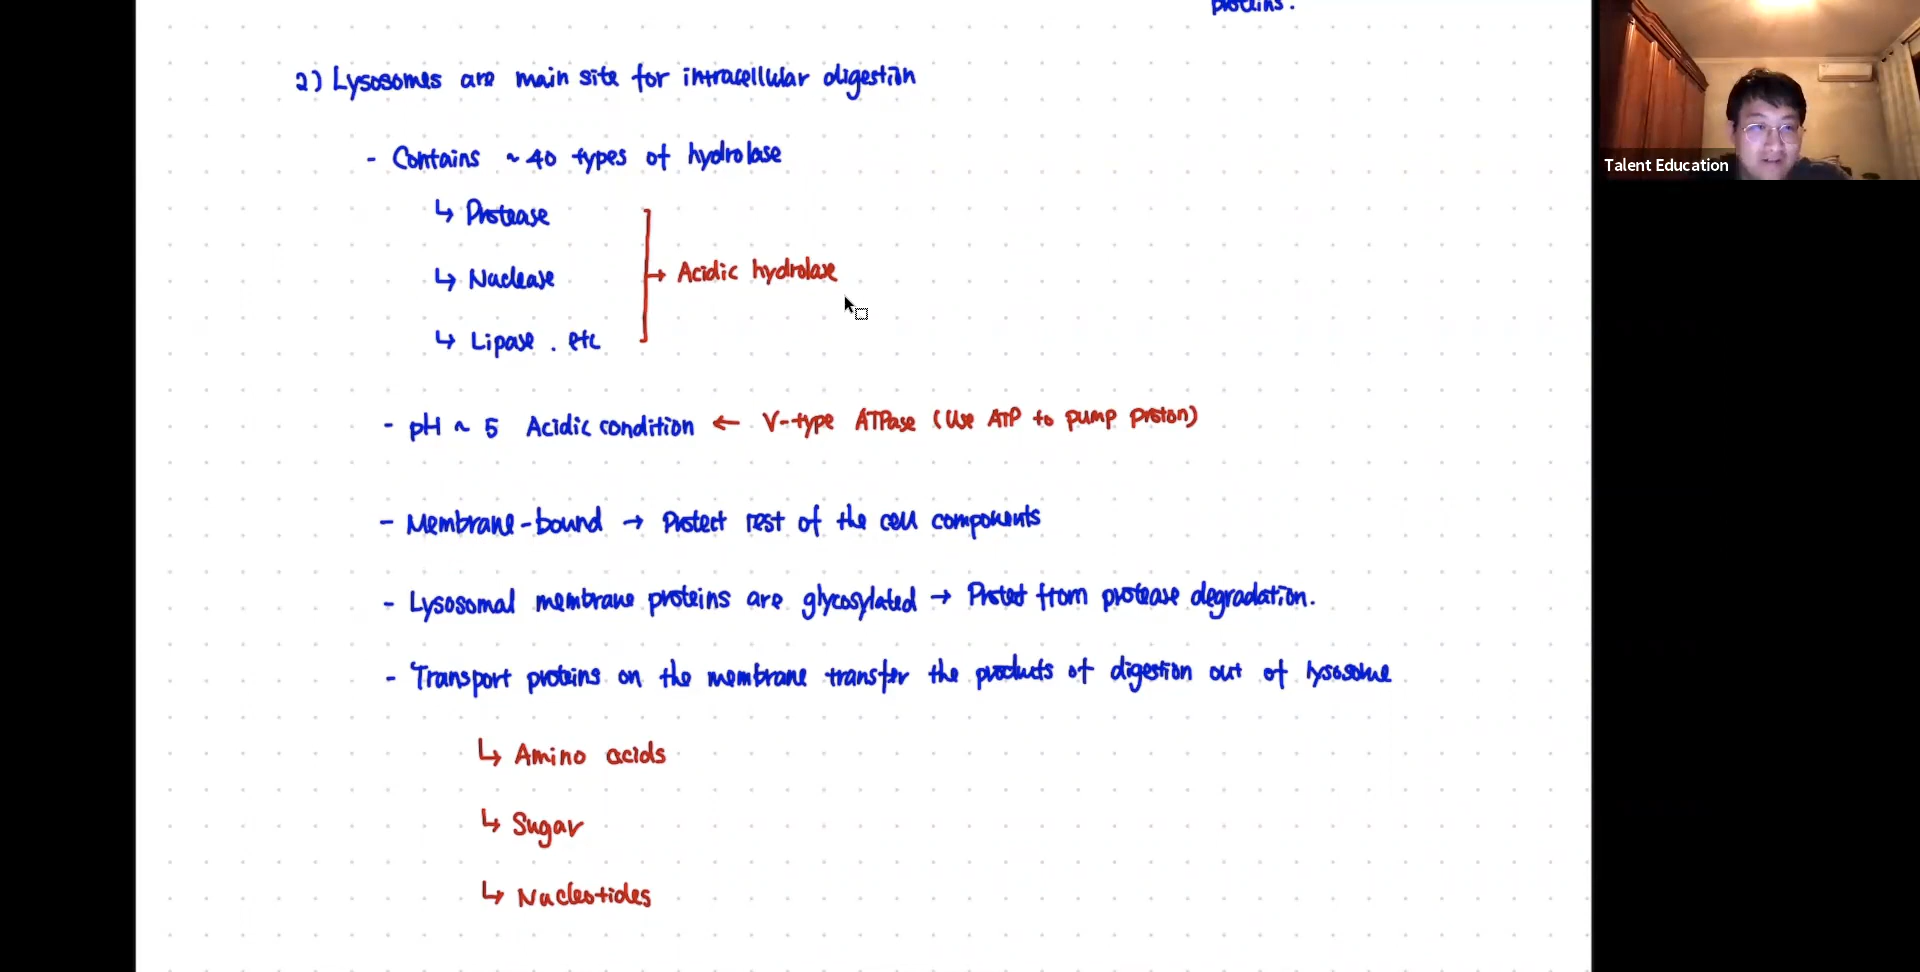 proteins.
2) Lysosomes are main site for intracellular digestion
- Contains ~ 40 types of hydrolase
↳ Protease
↳ Nuclease
↳ Lipase . etc
→ Acidic hydrolase
- pH ~ 5 Acidic condition ← V-type ATPase (Use ATP to pump proton)
- Membrane-bound → Protect rest of the cell components
- Lysosomal membrane proteins are glycosylated → Protect from protease degradation.
- Transport proteins on the membrane transfer the products of digestion out of lysosome
↳ Amino acids
↳ Sugar
↳ Nucleotides
Talent Education